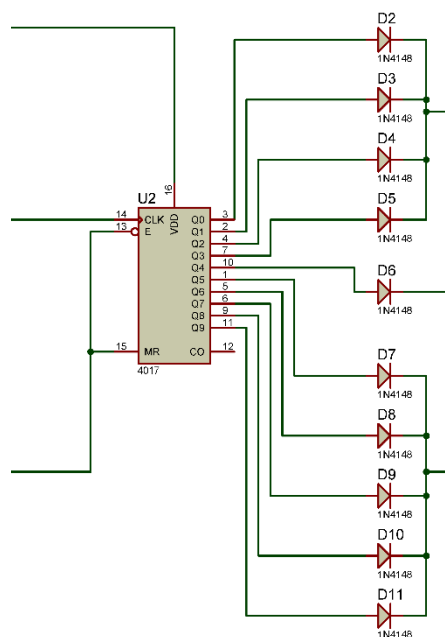 D2
1N4148
D3
1N4148
D4
1N4148
D5
1N4148
D6
1N4148
D7
1N4148
D8
1N4148
D9
1N4148
D10
1N4148
D11
1N4148
U2
16
VDD
14 CLK
13 E
15 MR
Q0 3
Q1 2
Q2 4
Q3 7
Q4 10
Q5 1
Q6 5
Q7 6
Q8 9
Q9 11
CO 12
4017